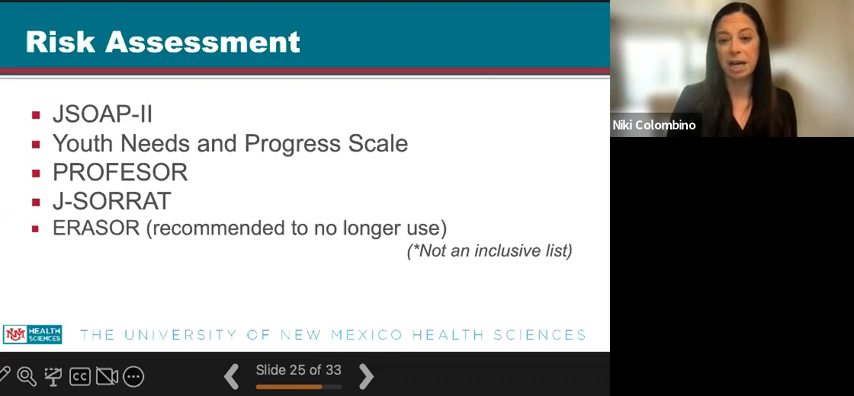 Risk Assessment
JSOAP-II
Youth Needs and Progress Scale
PROFESOR
J-SORRAT
ERASOR (recommended to no longer use)
(*Not an inclusive list)
UNM HEALTH
SCIENCES
THE UNIVERSITY OF NEW MEXICO HEALTH SCIENCES
CC
Slide 25 of 33
Niki Colombino